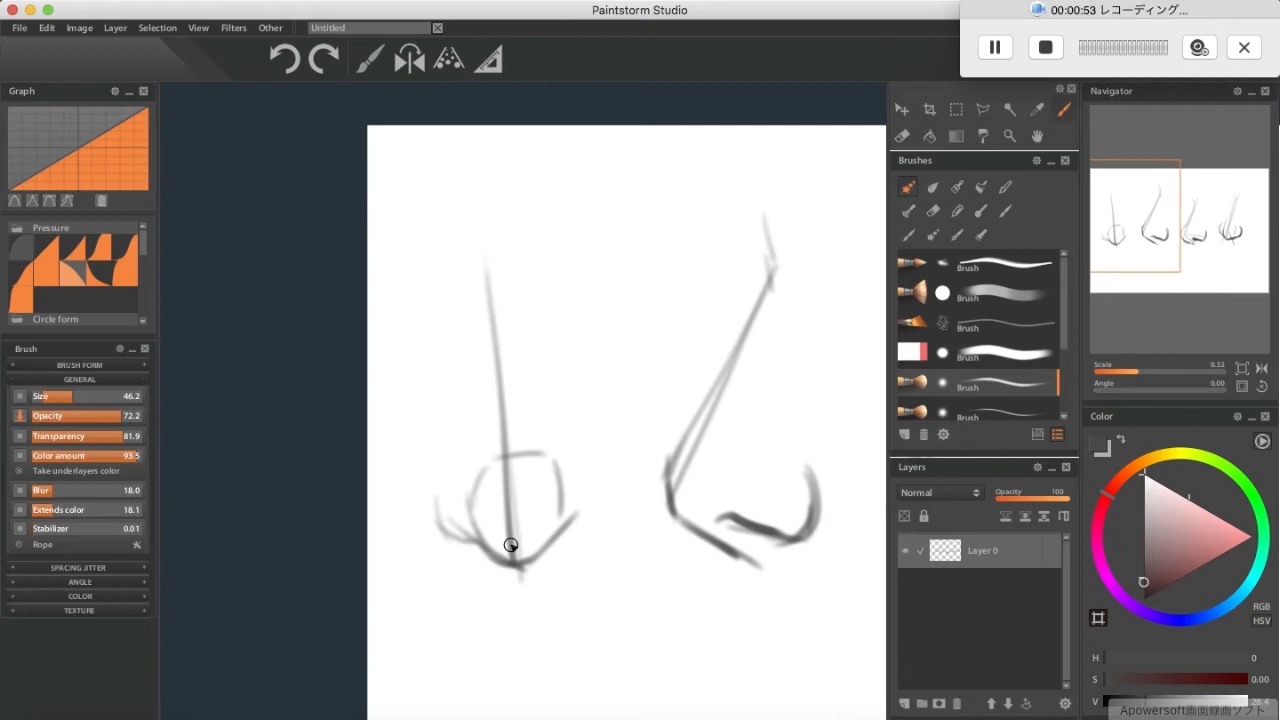 Paintstorm Studio
00:00:53 レコーディング...
File Edit Image Layer Selection View Filters Other Untitled
Graph
Pressure
Circle form
Brush
BRUSH FORM
GENERAL
Size 46.2
Opacity 72.2
Transparency 81.9
Color amount 93.5
Take underlayers color
Blur 18.0
Extends color 18.1
Stabilizer 0.01
Rope
SPACING JITTER
ANGLE
COLOR
TEXTURE
Brushes
Brush
Brush
Brush
Brush
Brush
Brush
Layers
Normal Opacity 100
Layer 0
Navigator
Scale 0.32
Angle 0.00
Color
RGB
HSV
H 0
S 0.00
V 28.4
Apowersoft画面録画ソフト